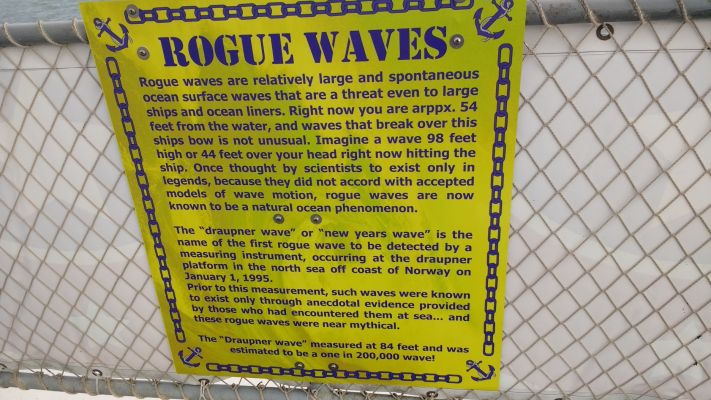 ROGUE WAVES
Rogue waves are relatively large and spontaneous
ocean surface waves that are a threat even to large
ships and ocean liners. Right now you are arppx. 54
feet from the water, and waves that break over this
ships bow is not unusual. Imagine a wave 98 feet
high or 44 feet over your head right now hitting the
ship. Once thought by scientists to exist only in
legends, because they did not accord with accepted
models of wave motion, rogue waves are now
known to be a natural ocean phenomenon.
The "draupner wave" or "new years wave" is the
name of the first rogue wave to be detected by a
measuring instrument, occurring at the draupner
platform in the north sea off coast of Norway on
January 1, 1995.
Prior to this measurement, such waves were known
to exist only through anecdotal evidence provided
by those who had encountered them at sea... and
these rogue waves were near mythical.
The "Draupner wave" measured at 84 feet and was
estimated to be a one in 200,000 wave!